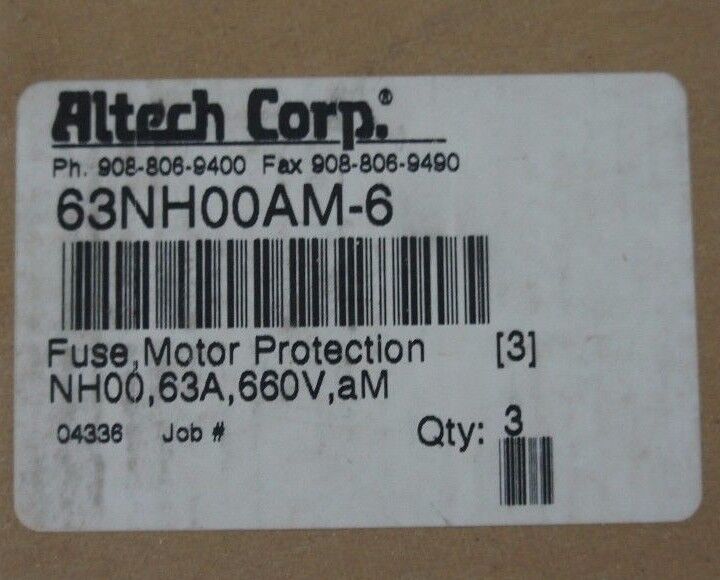 Altech Corp.®
Ph. 908-806-9400 Fax 908-806-9490
63NH00AM-6
Fuse,Motor Protection [3]
NH00,63A,660V,aM
04336 Job # Qty: 3